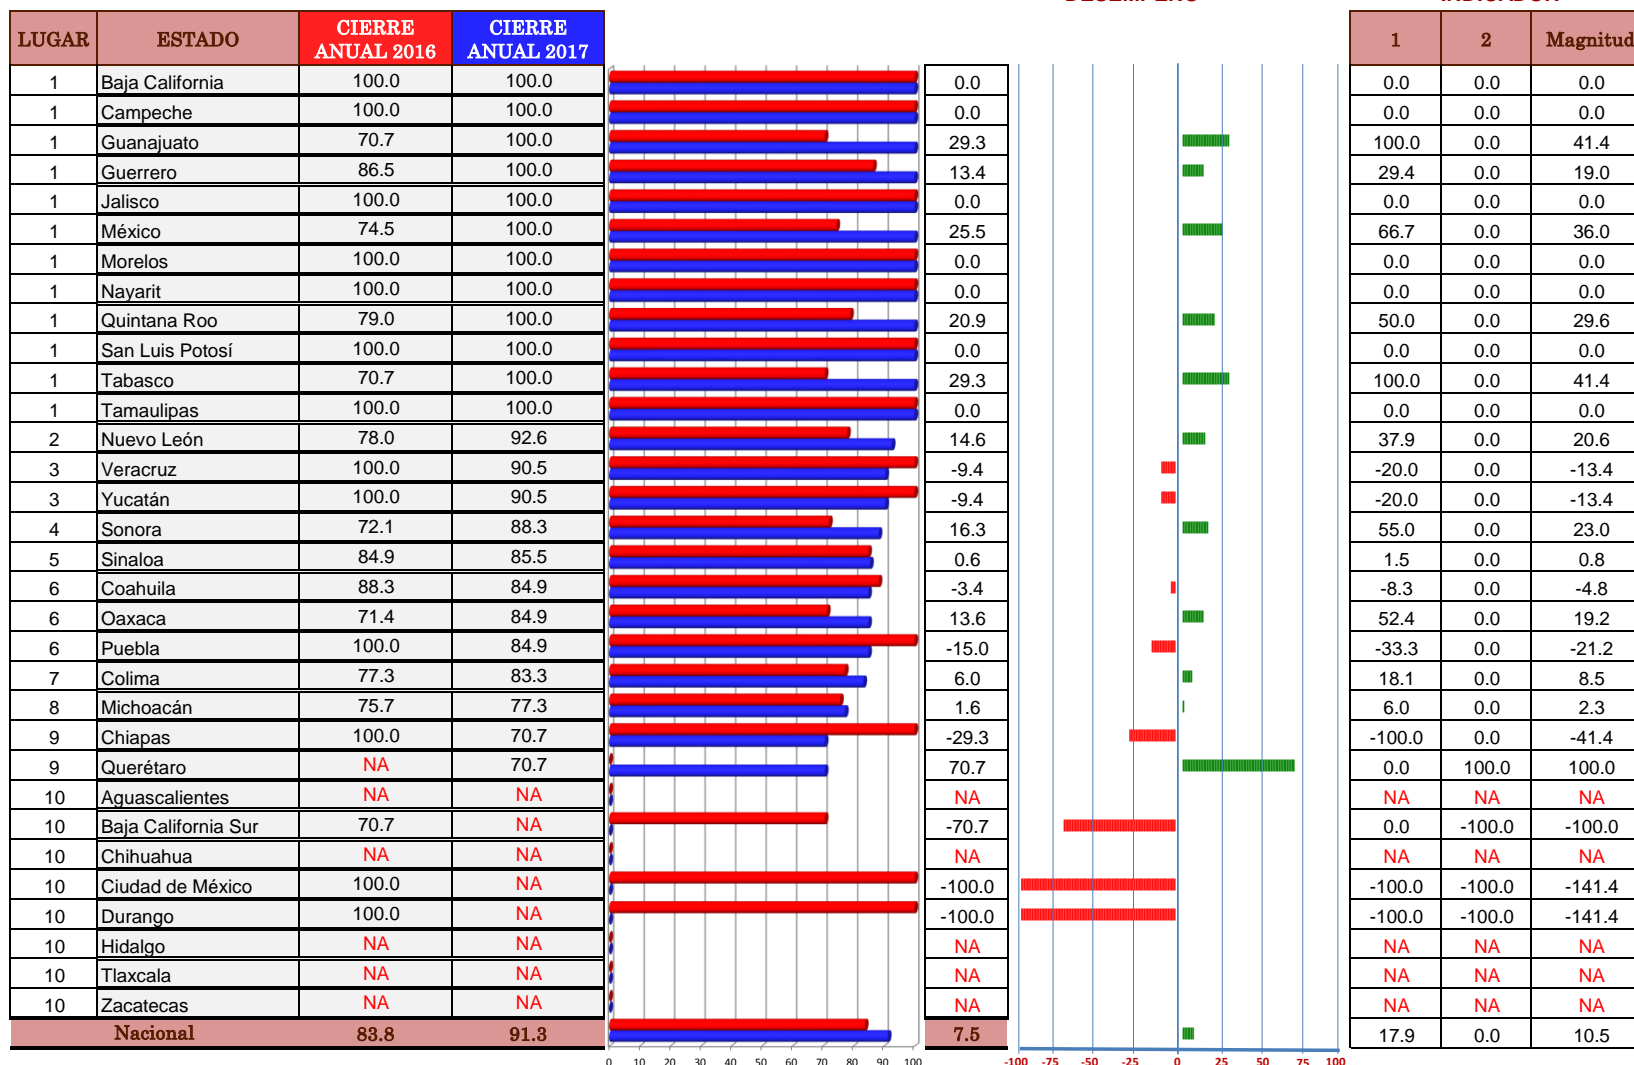 LUGAR ESTADO CIERRE ANUAL 2016 CIERRE ANUAL 2017 1 2 Magnitud
1 Baja California 100.0 100.0 0.0 0.0 0.0 0.0
1 Campeche 100.0 100.0 0.0 0.0 0.0 0.0
1 Guanajuato 70.7 100.0 29.3 100.0 0.0 41.4
1 Guerrero 86.5 100.0 13.4 29.4 0.0 19.0
1 Jalisco 100.0 100.0 0.0 0.0 0.0 0.0
1 México 74.5 100.0 25.5 66.7 0.0 36.0
1 Morelos 100.0 100.0 0.0 0.0 0.0 0.0
1 Nayarit 100.0 100.0 0.0 0.0 0.0 0.0
1 Quintana Roo 79.0 100.0 20.9 50.0 0.0 29.6
1 San Luis Potosí 100.0 100.0 0.0 0.0 0.0 0.0
1 Tabasco 70.7 100.0 29.3 100.0 0.0 41.4
1 Tamaulipas 100.0 100.0 0.0 0.0 0.0 0.0
2 Nuevo León 78.0 92.6 14.6 37.9 0.0 20.6
3 Veracruz 100.0 90.5 -9.4 -20.0 0.0 -13.4
3 Yucatán 100.0 90.5 -9.4 -20.0 0.0 -13.4
4 Sonora 72.1 88.3 16.3 55.0 0.0 23.0
5 Sinaloa 84.9 85.5 0.6 1.5 0.0 0.8
6 Coahuila 88.3 84.9 -3.4 -8.3 0.0 -4.8
6 Oaxaca 71.4 84.9 13.6 52.4 0.0 19.2
6 Puebla 100.0 84.9 -15.0 -33.3 0.0 -21.2
7 Colima 77.3 83.3 6.0 18.1 0.0 8.5
8 Michoacán 75.7 77.3 1.6 6.0 0.0 2.3
9 Chiapas 100.0 70.7 -29.3 -100.0 0.0 -41.4
9 Querétaro NA 70.7 70.7 0.0 100.0 100.0
10 Aguascalientes NA NA NA NA NA NA
10 Baja California Sur 70.7 NA -70.7 0.0 -100.0 -100.0
10 Chihuahua NA NA NA NA NA NA
10 Ciudad de México 100.0 NA -100.0 -100.0 -100.0 -141.4
10 Durango 100.0 NA -100.0 -100.0 -100.0 -141.4
10 Hidalgo NA NA NA NA NA NA
10 Tlaxcala NA NA NA NA NA NA
10 Zacatecas NA NA NA NA NA NA
Nacional 83.8 91.3 7.5 17.9 0.0 10.5
0 10 20 30 40 50 60 70 80 90 100 -100 -75 -50 -25 0 25 50 75 100